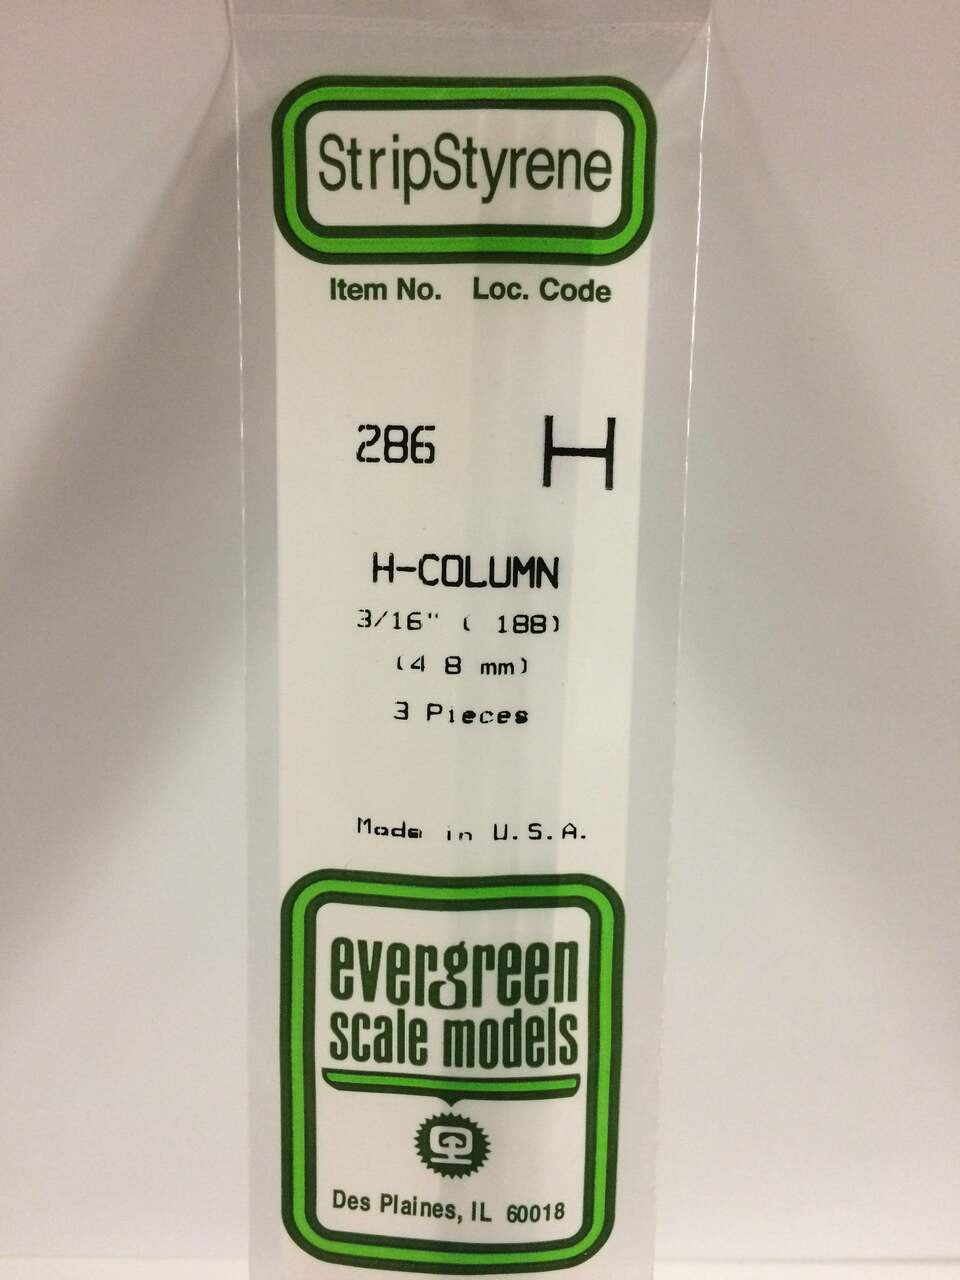 StripStyrene
Item No. Loc. Code
286 H
H-COLUMN
3/16" ( 188)
(4 8 mm)
3 Pieces
Made in U.S.A.
evergreen
scale models
Des Plaines, IL 60018